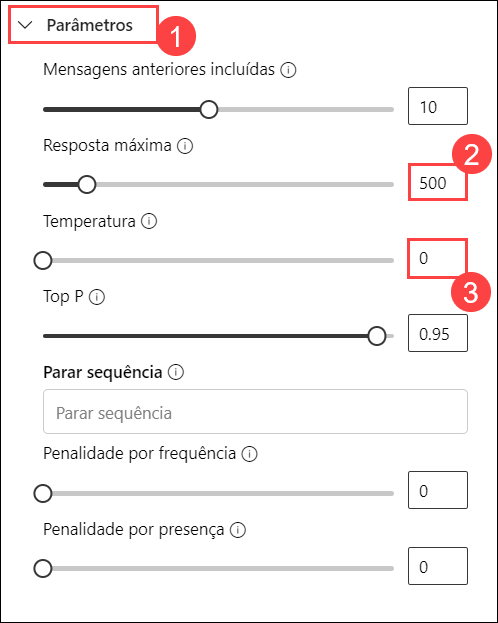 Parâmetros
1
Mensagens anteriores incluídas
10
Resposta máxima
2
500
Temperatura
0
3
Top P
0.95
Parar sequência
Parar sequência
Penalidade por frequência
0
Penalidade por presença
0